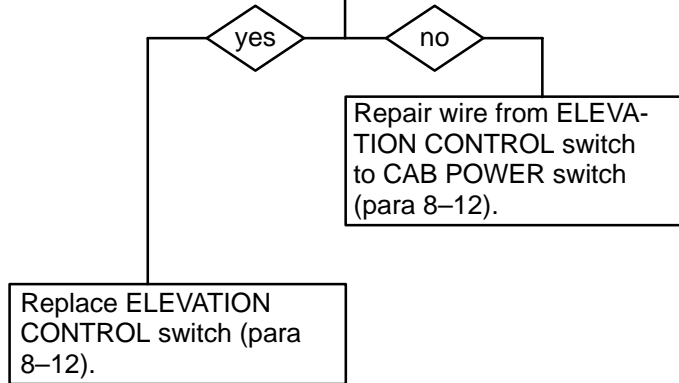 yes
no
Repair wire from ELEVA-
TION CONTROL switch
to CAB POWER switch
(para 8–12).
Replace ELEVATION
CONTROL switch (para
8–12).